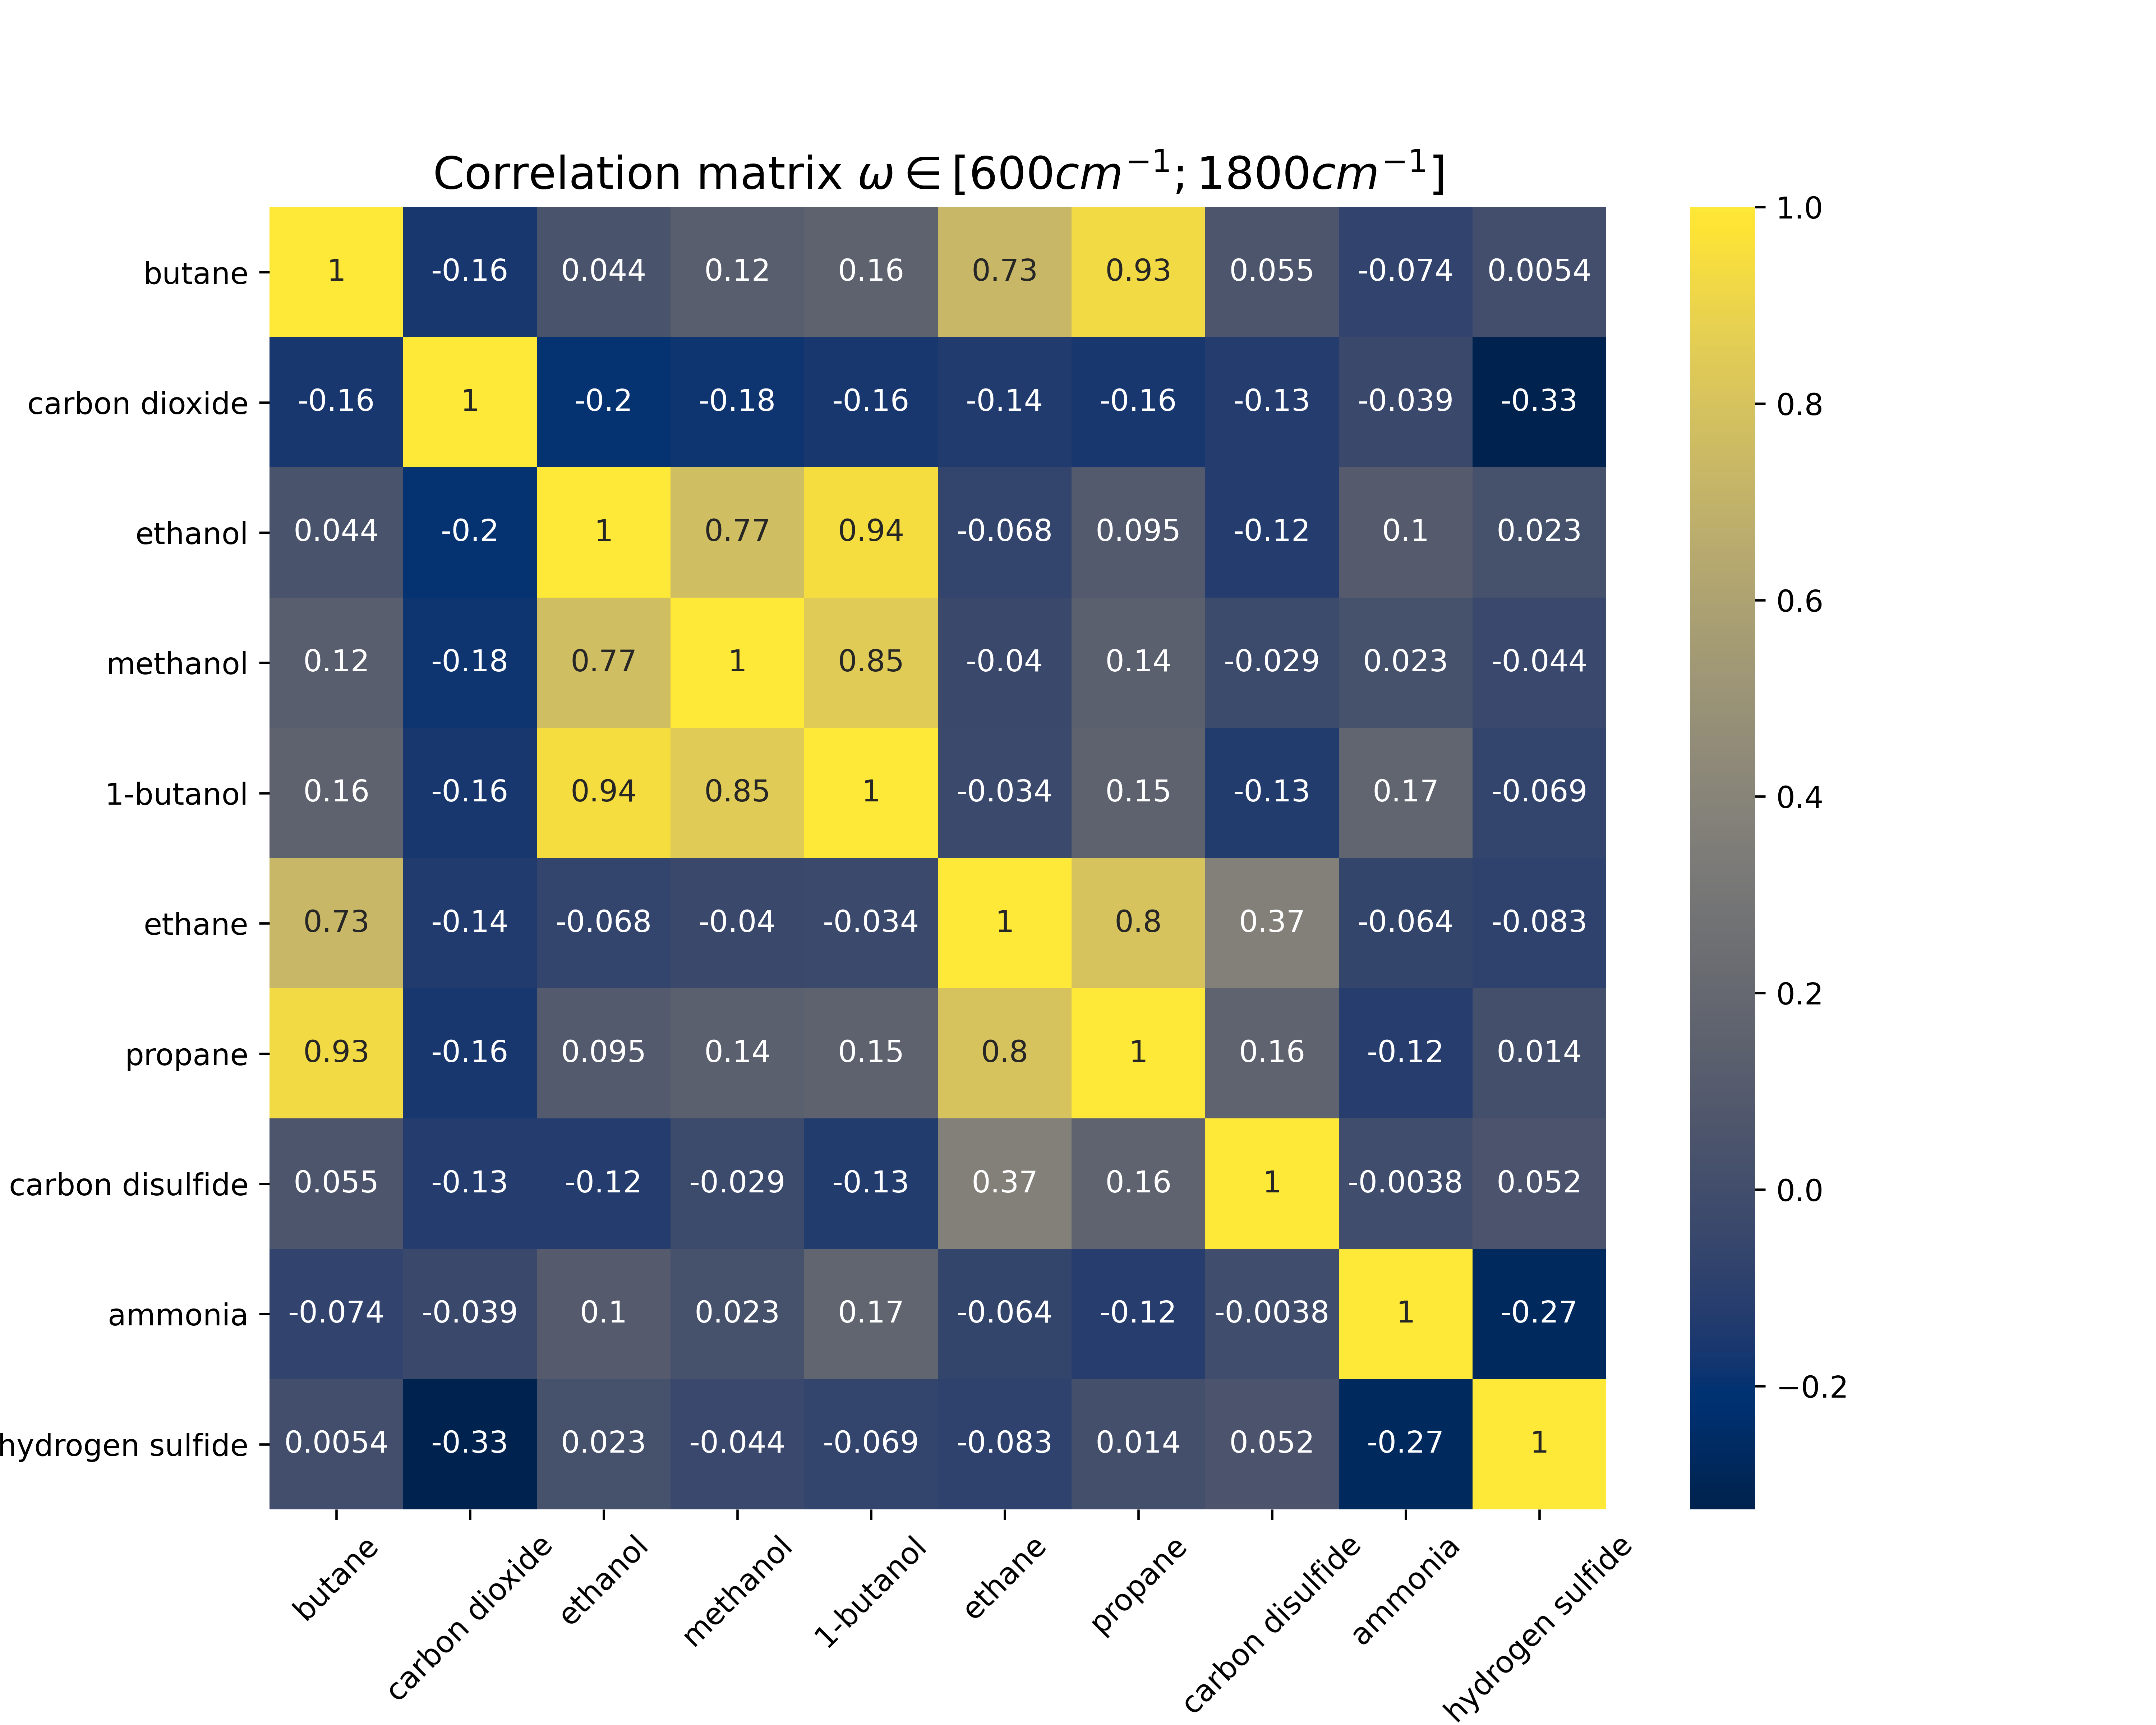 Correlation matrix ω ∈ [600cm⁻¹; 1800cm⁻¹]
butane 1 -0.16 0.044 0.12 0.16 0.73 0.93 0.055 -0.074 0.0054
carbon dioxide -0.16 1 -0.2 -0.18 -0.16 -0.14 -0.16 -0.13 -0.039 -0.33
ethanol 0.044 -0.2 1 0.77 0.94 -0.068 0.095 -0.12 0.1 0.023
methanol 0.12 -0.18 0.77 1 0.85 -0.04 0.14 -0.029 0.023 -0.044
1-butanol 0.16 -0.16 0.94 0.85 1 -0.034 0.15 -0.13 0.17 -0.069
ethane 0.73 -0.14 -0.068 -0.04 -0.034 1 0.8 0.37 -0.064 -0.083
propane 0.93 -0.16 0.095 0.14 0.15 0.8 1 0.16 -0.12 0.014
carbon disulfide 0.055 -0.13 -0.12 -0.029 -0.13 0.37 0.16 1 -0.0038 0.052
ammonia -0.074 -0.039 0.1 0.023 0.17 -0.064 -0.12 -0.0038 1 -0.27
hydrogen sulfide 0.0054 -0.33 0.023 -0.044 -0.069 -0.083 0.014 0.052 -0.27 1
butane carbon dioxide ethanol methanol 1-butanol ethane propane carbon disulfide ammonia hydrogen sulfide
1.0
0.8
0.6
0.4
0.2
0.0
−0.2